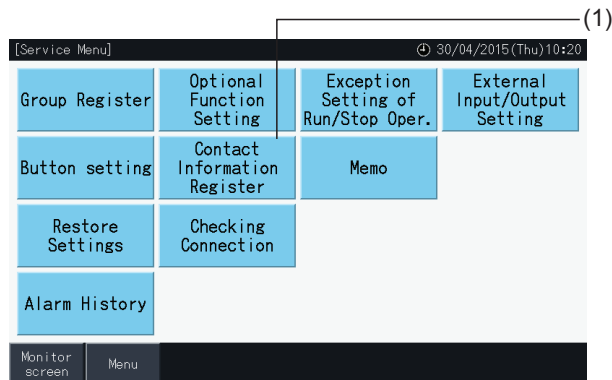 (1)
[Service Menu]
30/04/2015(Thu)10:20
Group Register
Optional
Function
Setting
Exception
Setting of
Run/Stop Oper.
External
Input/Output
Setting
Button setting
Contact
Information
Register
Memo
Restore
Settings
Checking
Connection
Alarm History
Monitor
screen
Menu